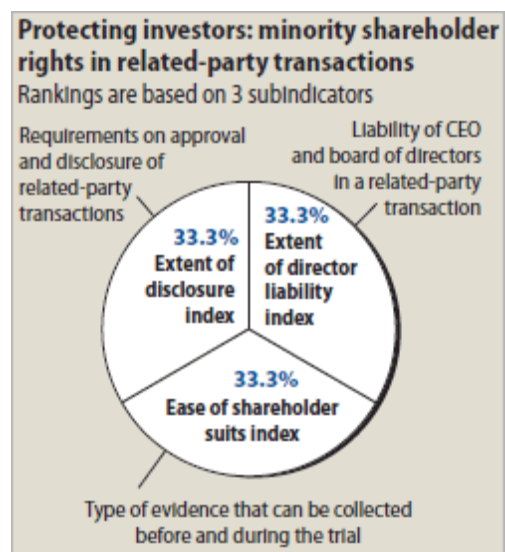 Protecting investors: minority shareholder
rights in related-party transactions
Rankings are based on 3 subindicators
Requirements on approval
and disclosure of
related-party
transactions
Liability of CEO
and board of directors
in a related-party
transaction
33.3%
Extent of
disclosure
index
33.3%
Extent
of director
liability
index
33.3%
Ease of shareholder
suits index
Type of evidence that can be collected
before and during the trial